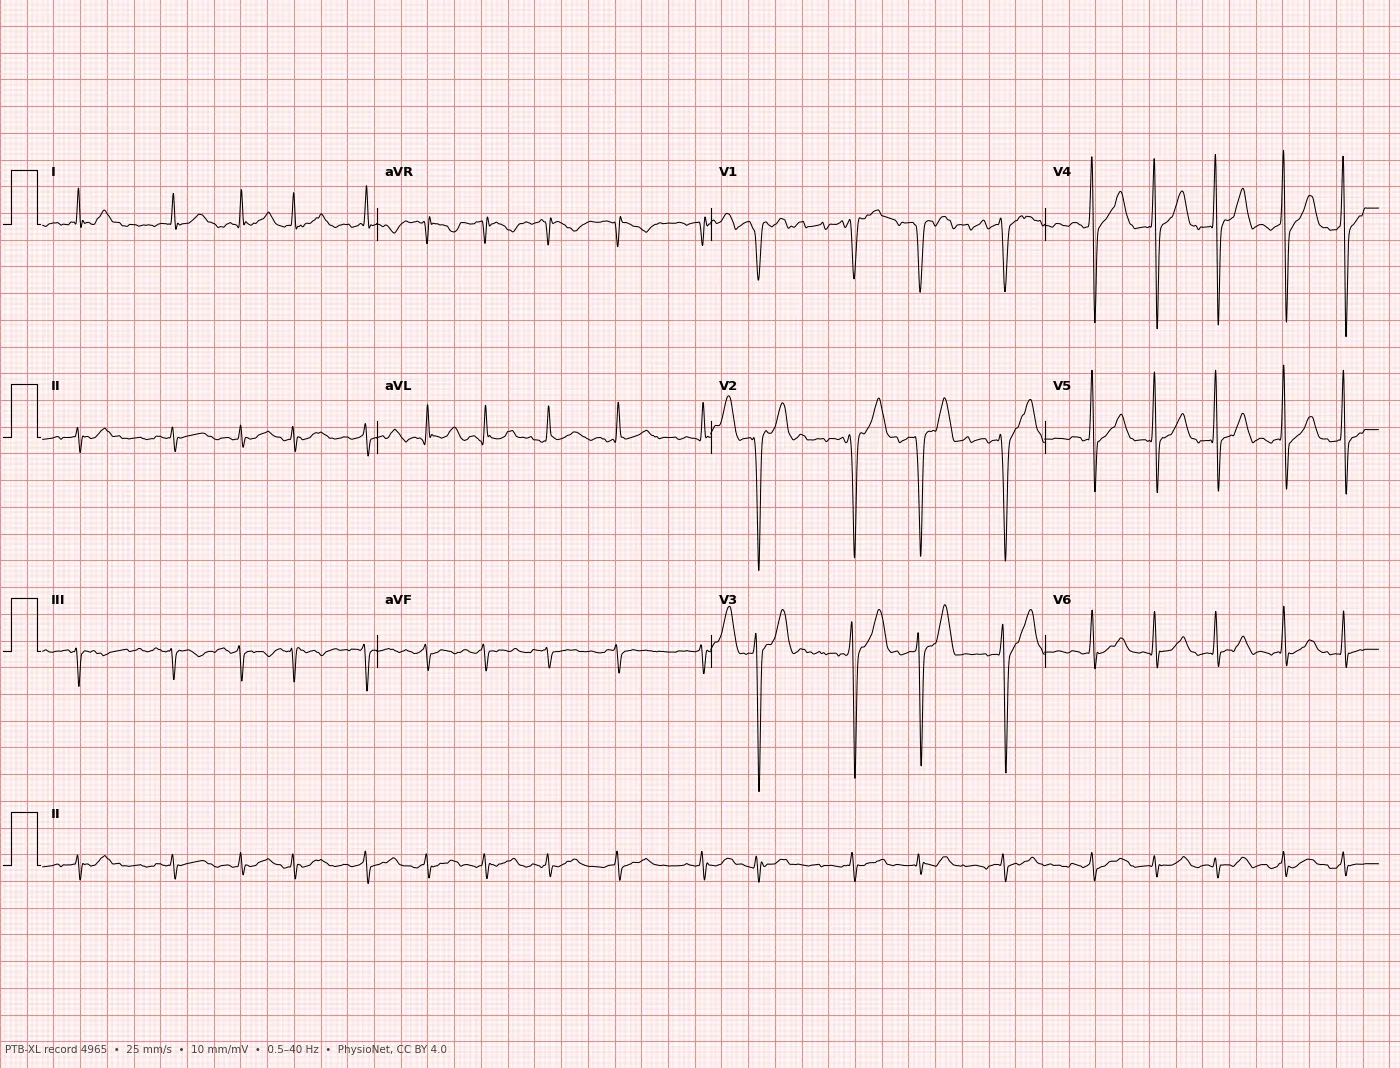 I aVR V1 V4
II aVL V2 V5
III aVF V3 V6
II
PTB-XL record 4965 • 25 mm/s • 10 mm/mV • 0.5–40 Hz • PhysioNet, CC BY 4.0